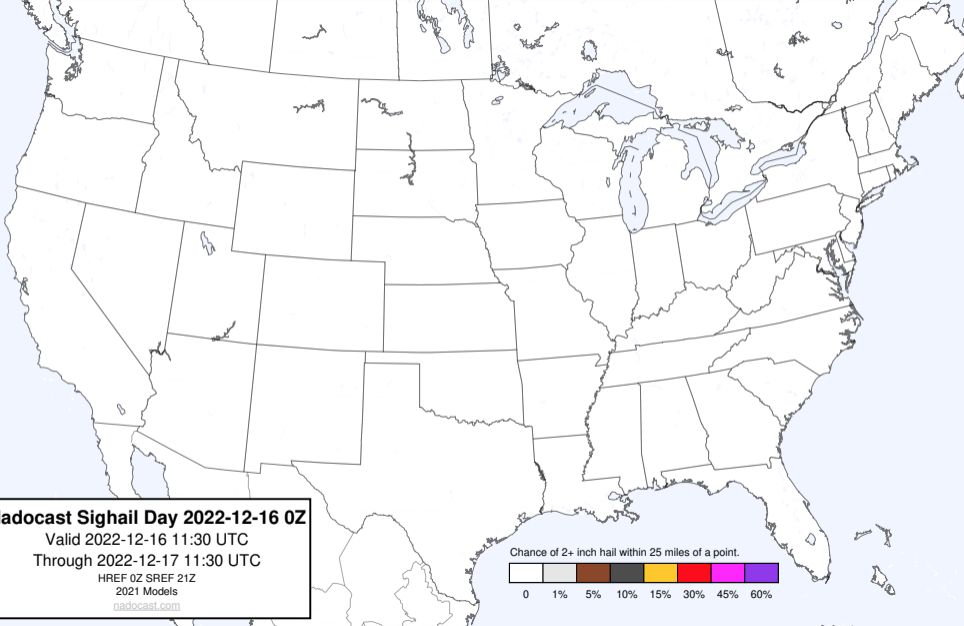 adocast Sighail Day 2022-12-16 0Z
Valid 2022-12-16 11:30 UTC
Through 2022-12-17 11:30 UTC
HREF 0Z SREF 21Z
2021 Models
nadocast.com
Chance of 2+ inch hail within 25 miles of a point.
0 1% 5% 10% 15% 30% 45% 60%